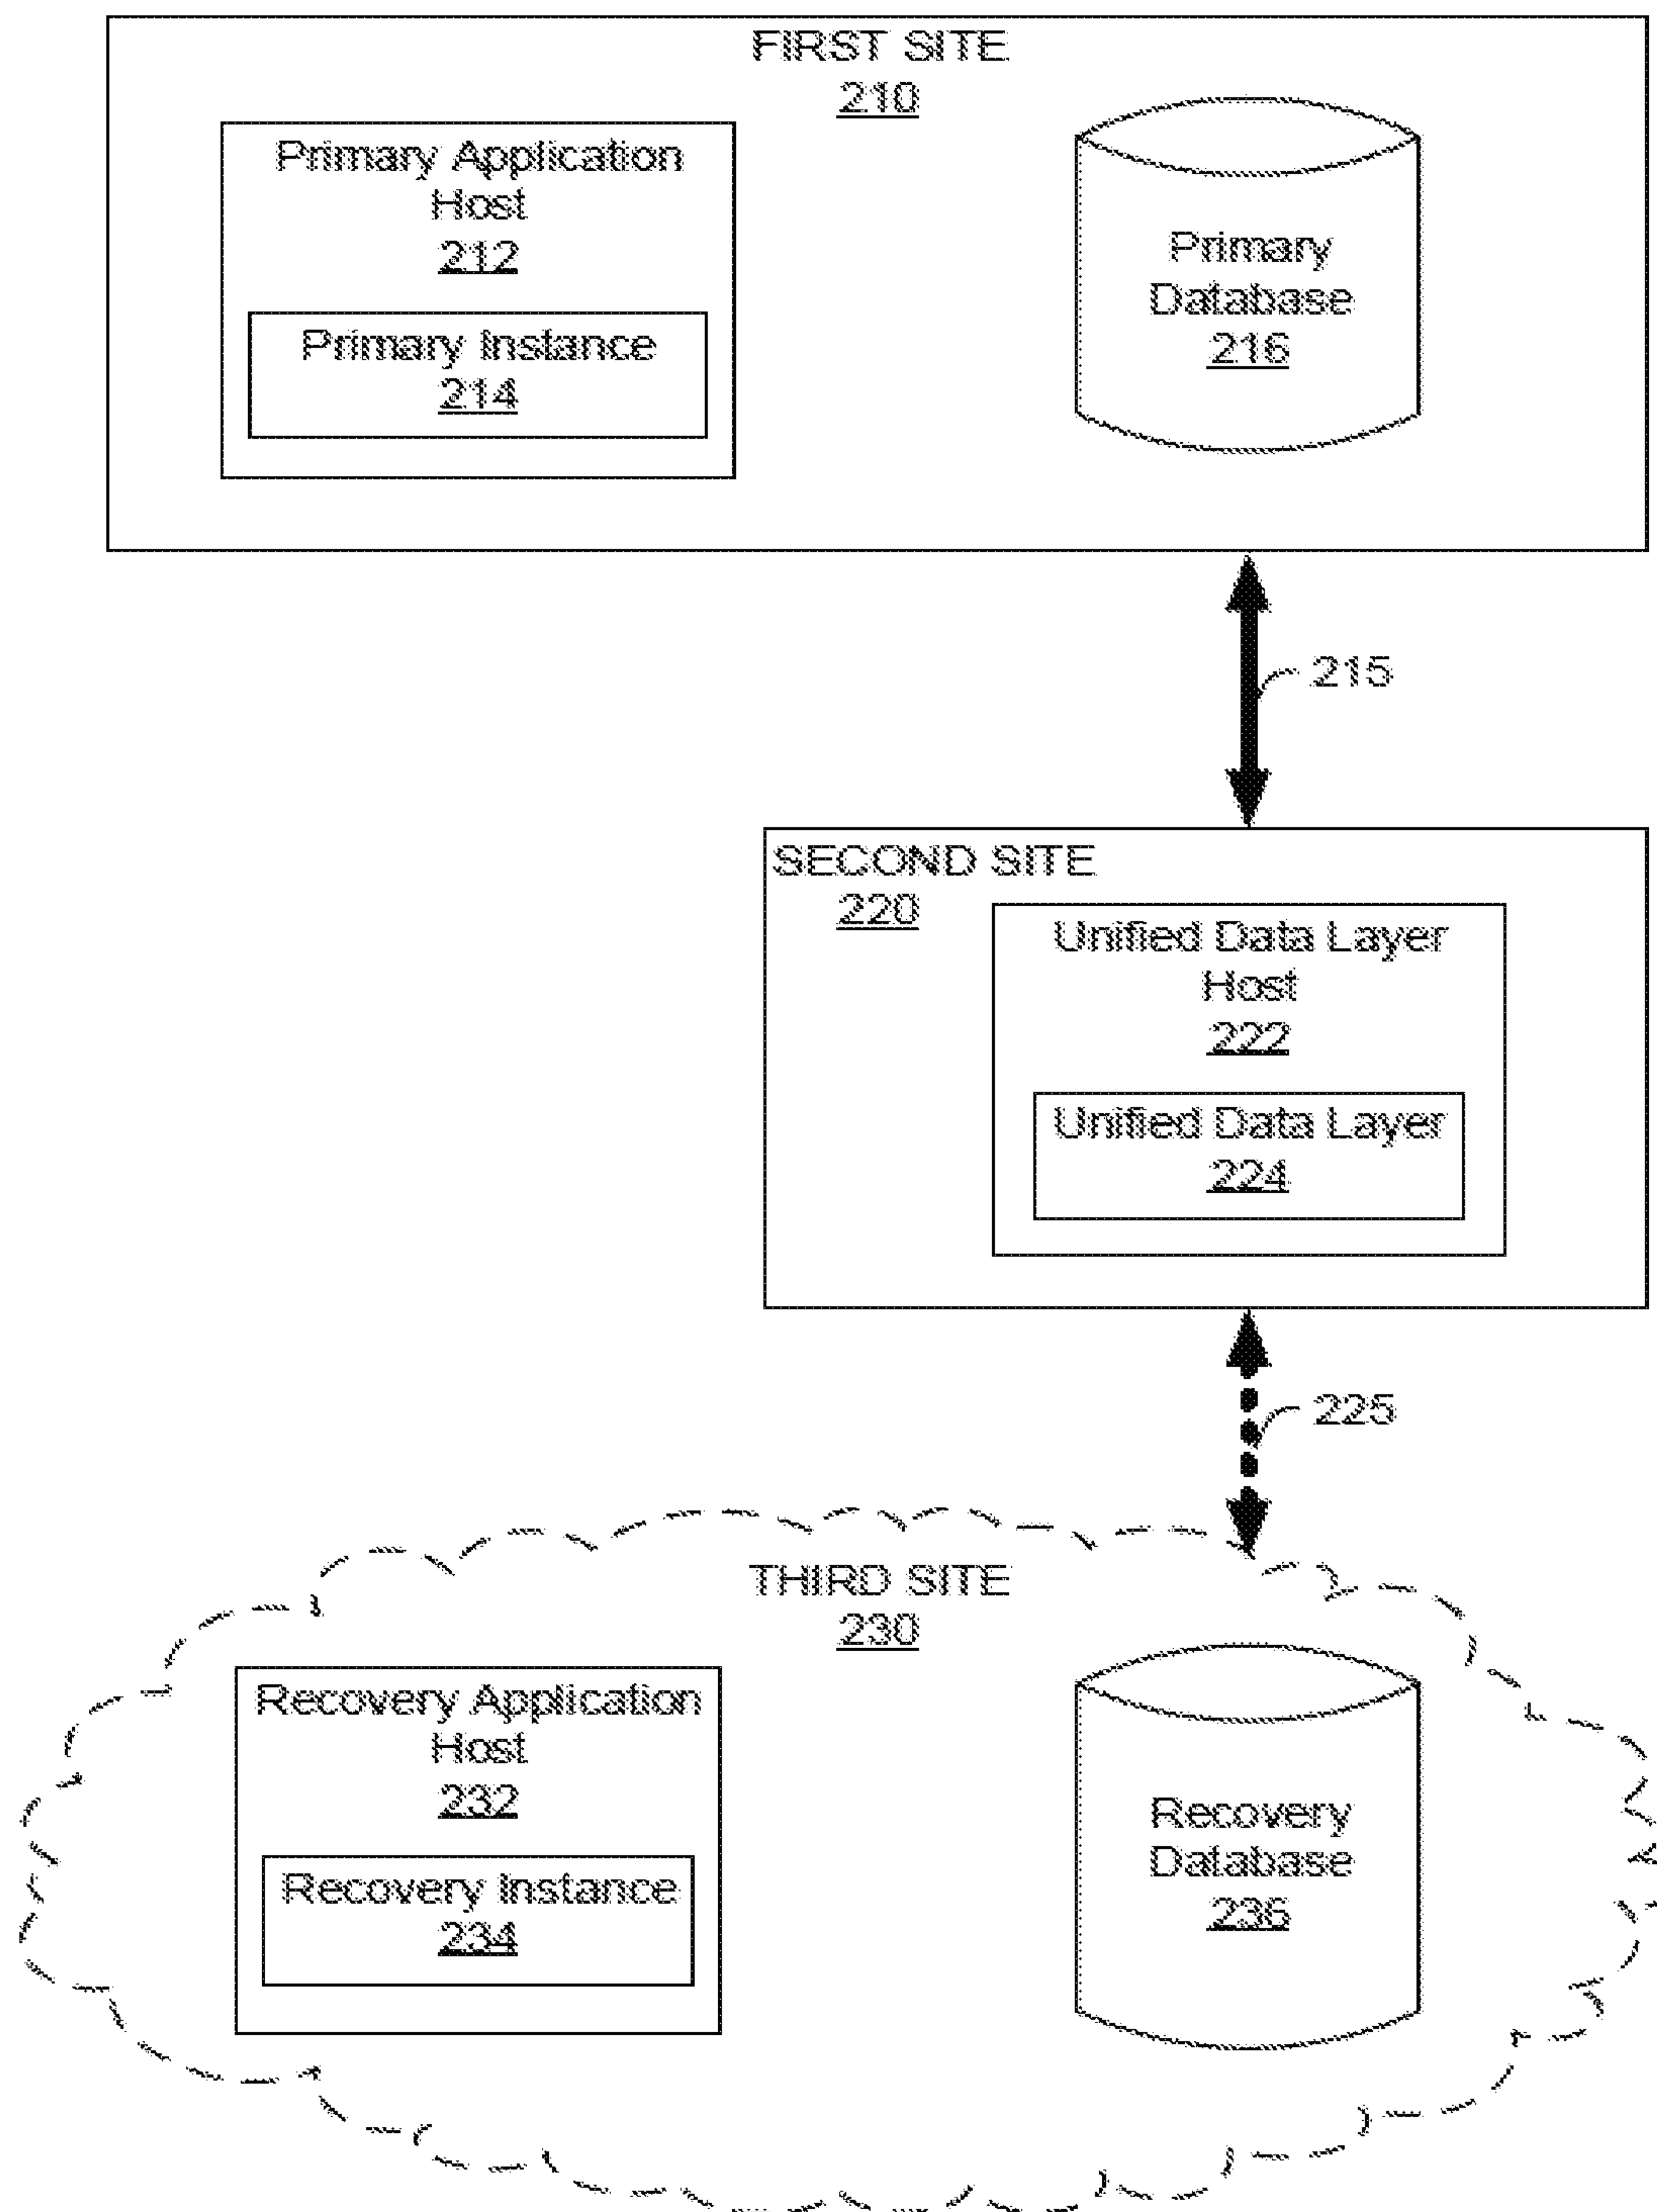 FIRST SITE
210
Primary Application
Host
212
Primary Instance
214
Primary
Database
216
215
SECOND SITE
220
Unified Data Layer
Host
222
Unified Data Layer
224
225
THIRD SITE
230
Recovery Application
Host
232
Recovery Instance
234
Recovery
Database
236